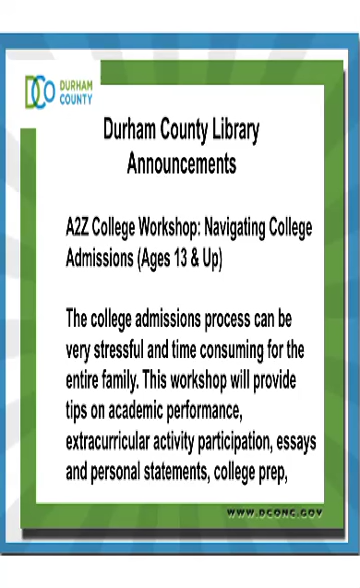 DCO DURHAM
COUNTY
Durham County Library
Announcements
A2Z College Workshop: Navigating College
Admissions (Ages 13 & Up)
The college admissions process can be
very stressful and time consuming for the
entire family. This workshop will provide
tips on academic performance,
extracurricular activity participation, essays
and personal statements, college prep,
WWW.DCONC.GOV